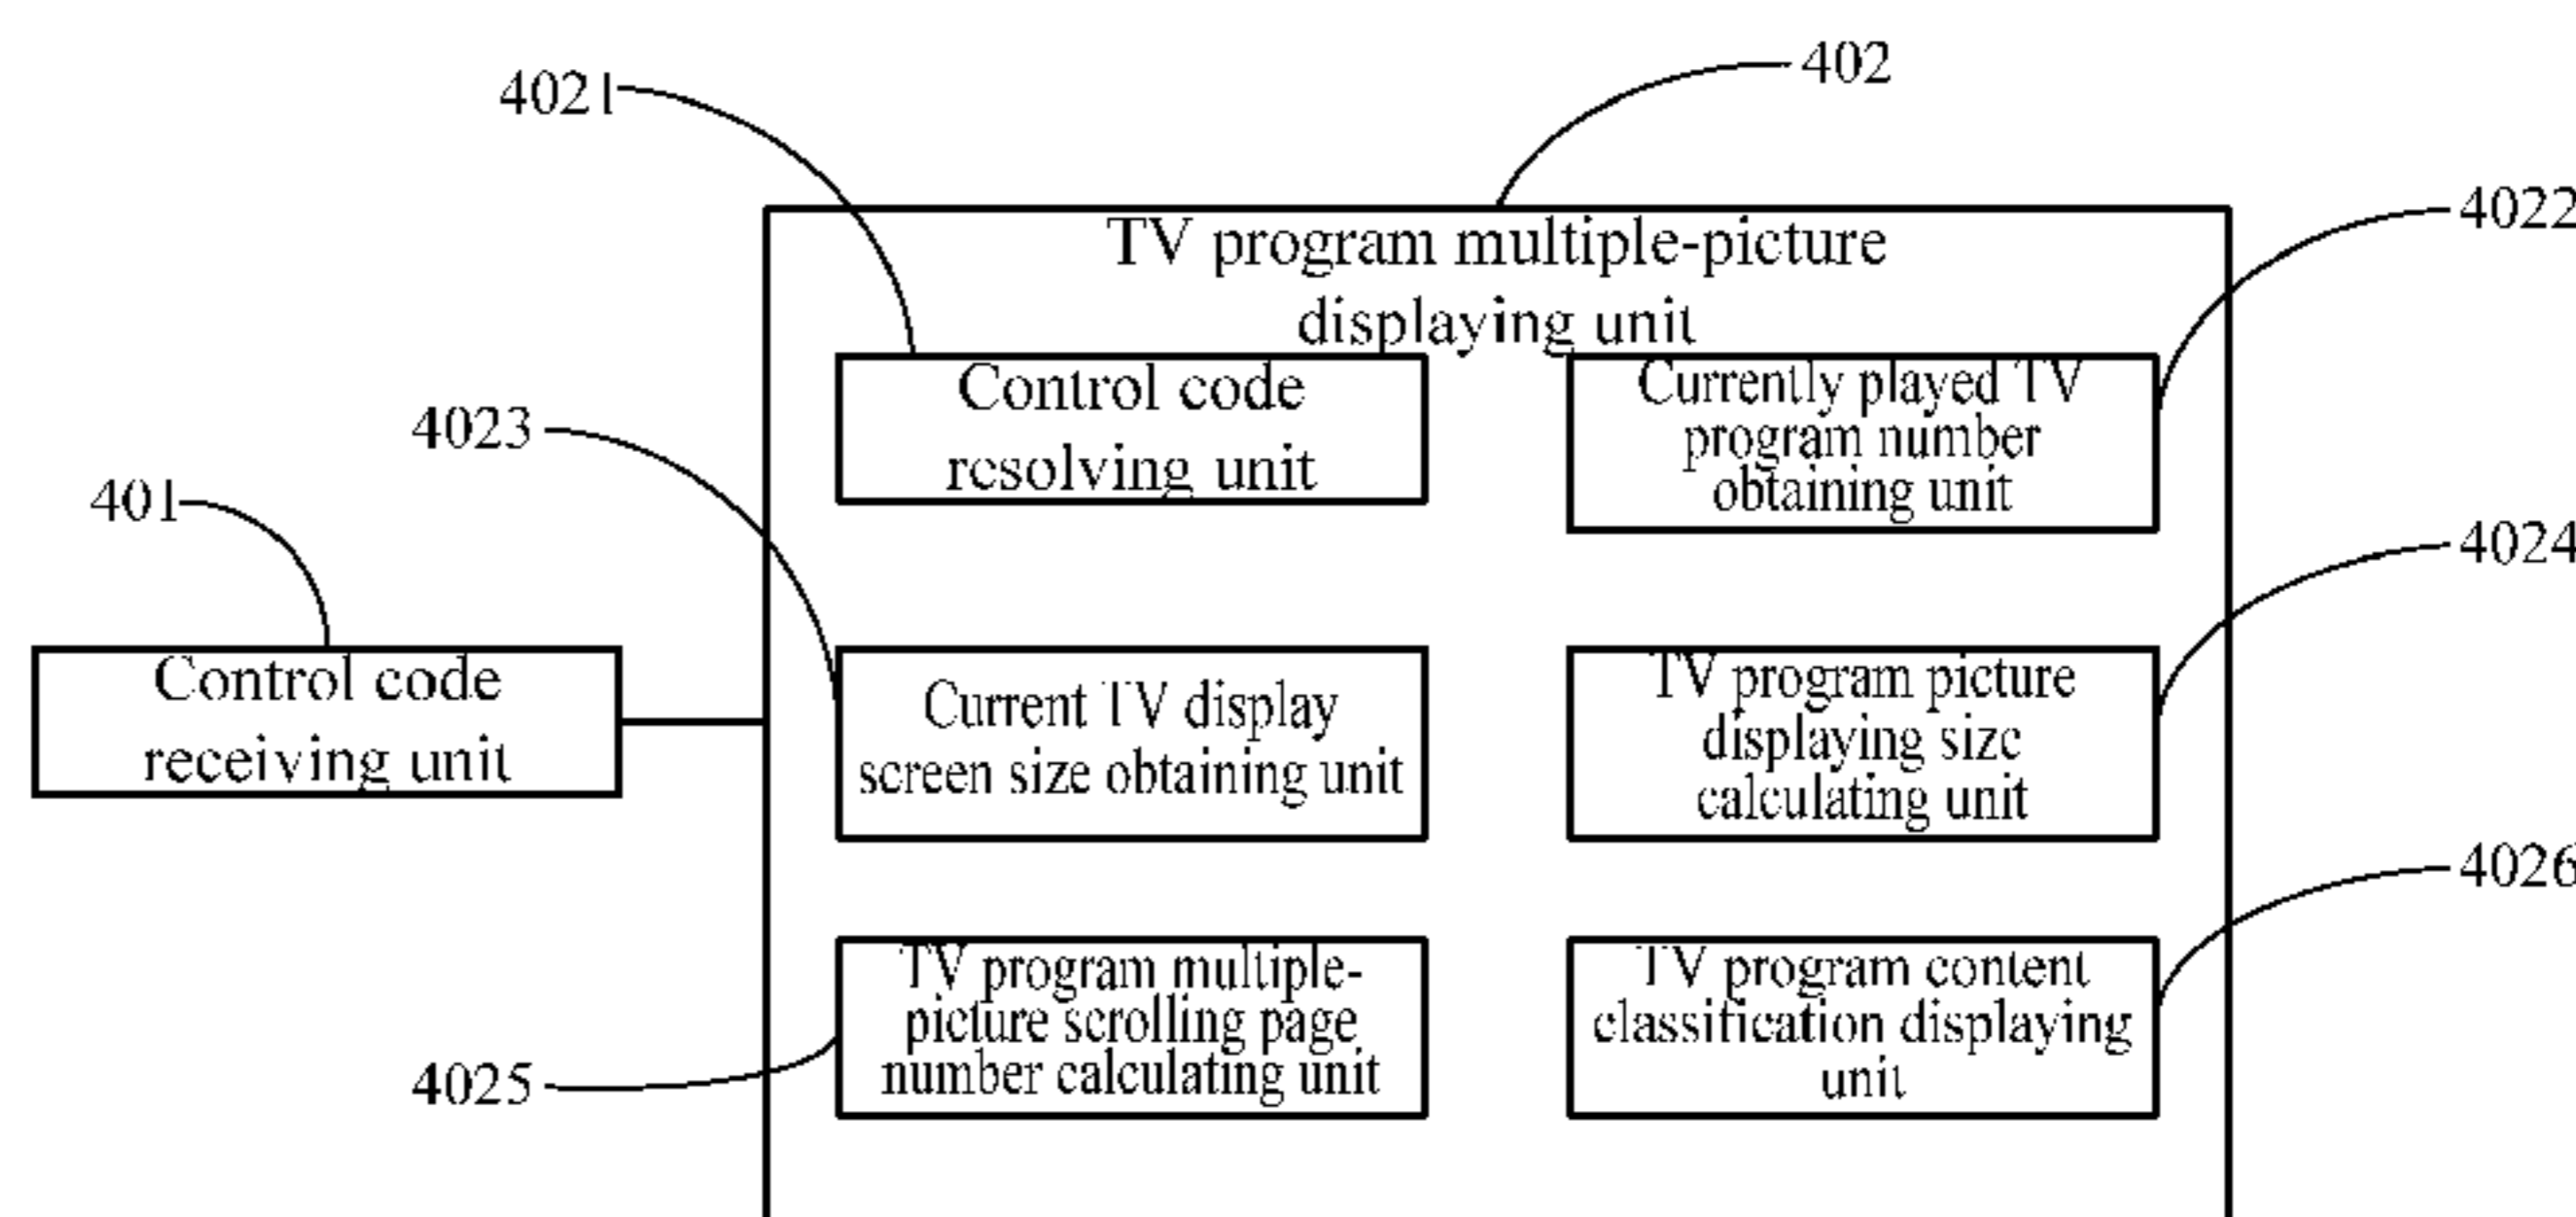 402
4021
4022
TV program multiple-picture
displaying unit
Control code
resolving unit
Currently played TV
program number
obtaining unit
4023
401
4024
Control code
receiving unit
Current TV display
screen size obtaining unit
TV program picture
displaying size
calculating unit
4026
TV program multiple-
picture scrolling page
number calculating unit
TV program content
classification displaying
unit
4025